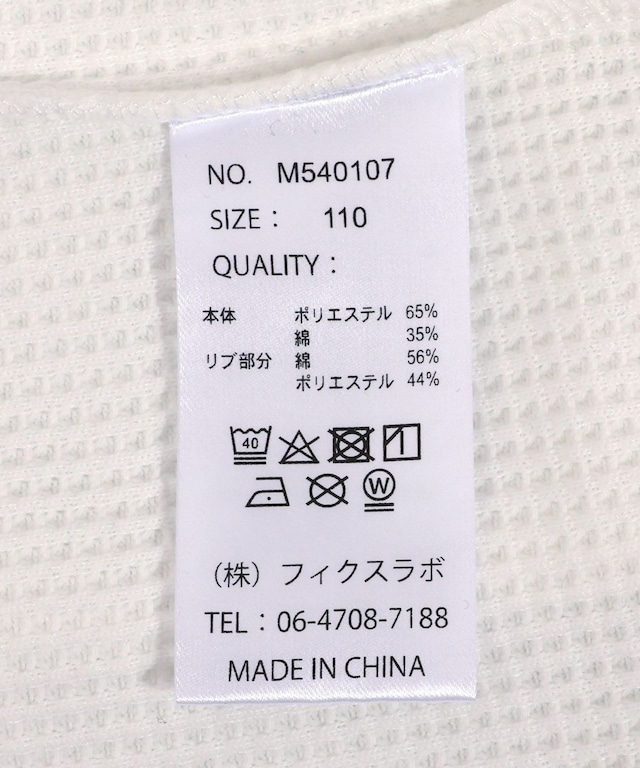 NO. M540107
SIZE： 110
QUALITY：
本体 ポリエステル 65%
綿 35%
リブ部分 綿 56%
ポリエステル 44%
40
W
（株）フィクスラボ
TEL：06-4708-7188
MADE IN CHINA